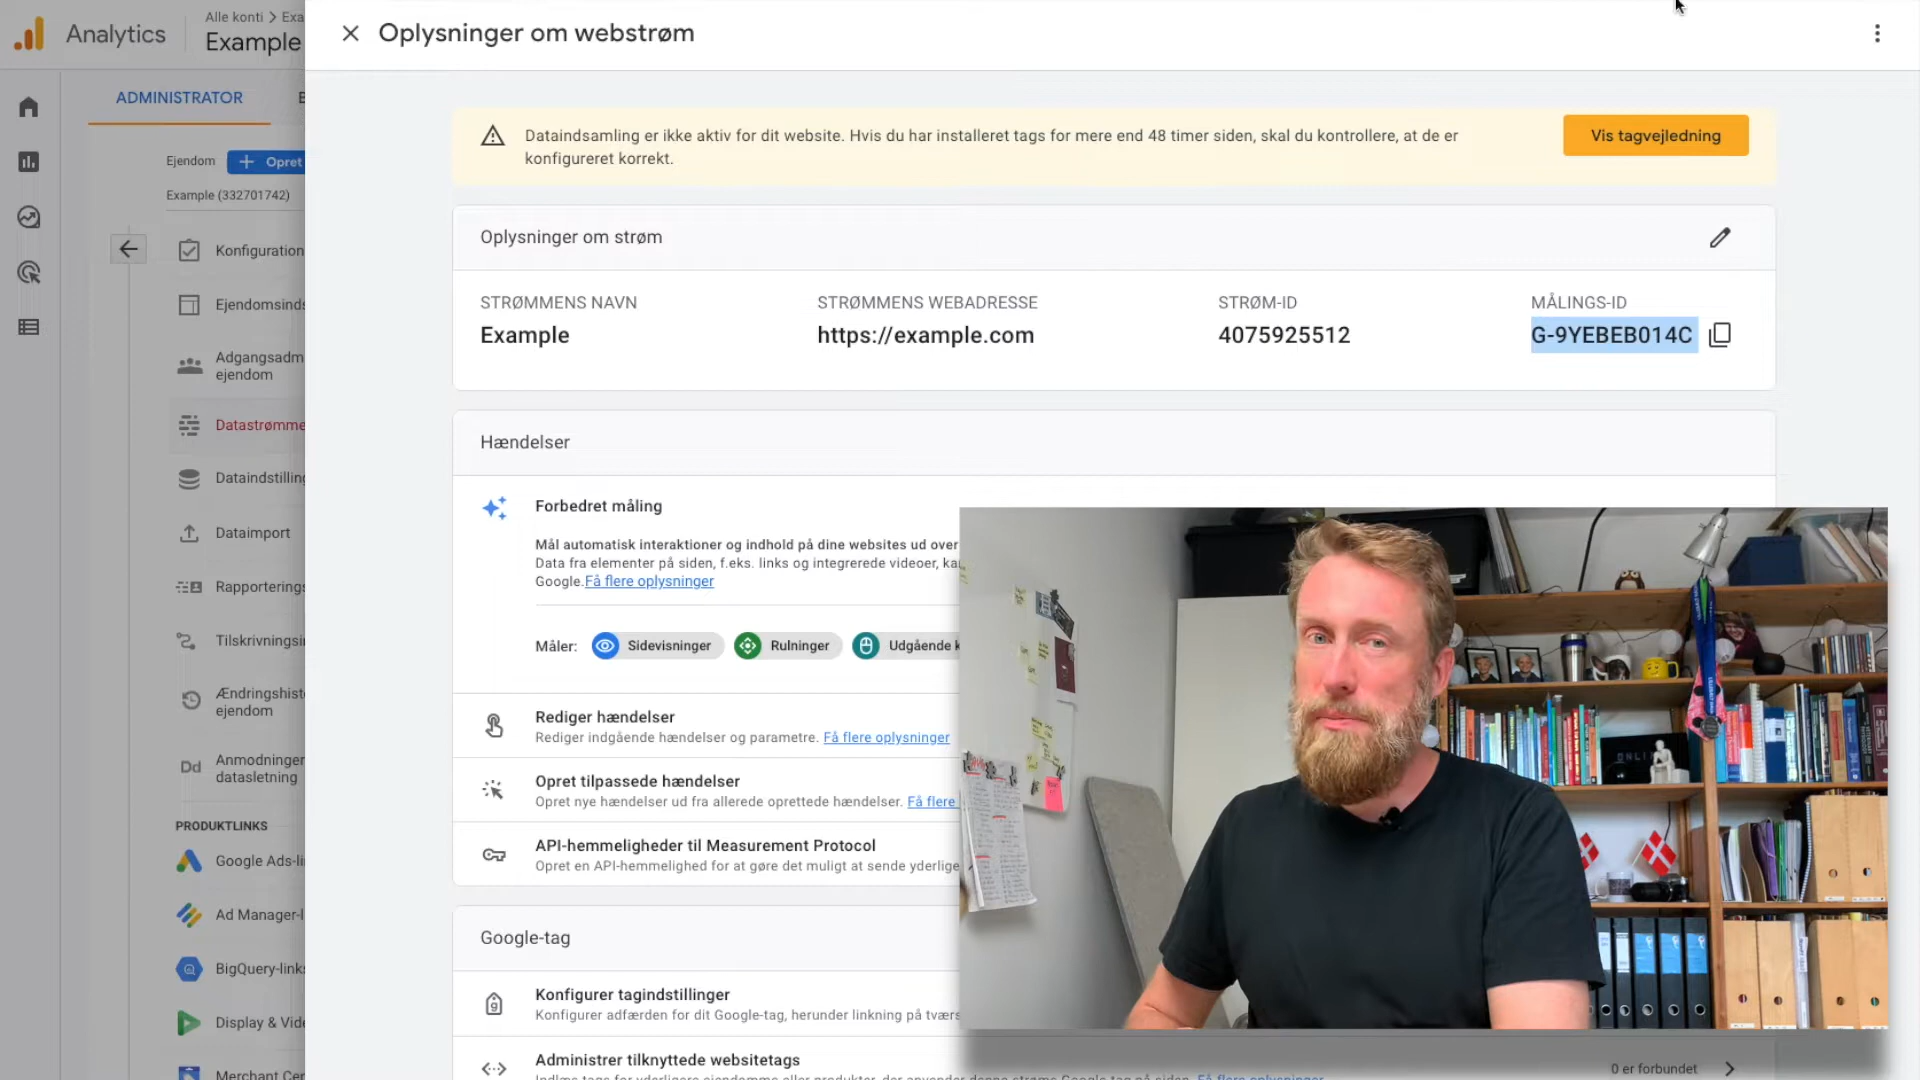 Analytics
Alle konti
Example
Oplysninger om webstrøm
ADMINISTRATOR
Ejendom
Opret
Example (332701742)
Konfiguration
Adgangsadm
ejendom
Datastrømme
Dataindstilling
Dataimport
Rapporterings
Ændringshist
ejendom
Dd
Anmodninger
datasletning
PRODUKTLINKS
Google Ads-li
Ad Manager-l
BigQuery-links
Display & Vide
Merchant Cen
Dataindsamling er ikke aktiv for dit website. Hvis du har installeret tags for mere end 48 timer siden, skal du kontrollere, at de er
konfigureret korrekt.
Vis tagvejledning
Oplysninger om strøm
STRØMMENS NAVN
Example
STRØMMENS WEBADRESSE
https://example.com
STRØM-ID
4075925512
MÅLINGS-ID
G-9YEBEB014C
Hændelser
Forbedret måling
Mål automatisk interaktioner og indhold på dine websites ud over
Data fra elementer på siden, f.eks. links og integrerede videoer, ka
Google.Få flere oplysninger
Måler:
Sidevisninger
Rulninger
Udgående k
Rediger hændelser
Rediger indgående hændelser og parametre. Få flere oplysninger
Opret tilpassede hændelser
Opret nye hændelser ud fra allerede oprettede hændelser. Få flere
API-hemmeligheder til Measurement Protocol
Opret en API-hemmelighed for at gøre det muligt at sende yderlige
Google-tag
Konfigurer tagindstillinger
Konfigurer adfærden for dit Google-tag, herunder linkning på tværs
Administrer tilknyttede websitetags
0 er forbundet